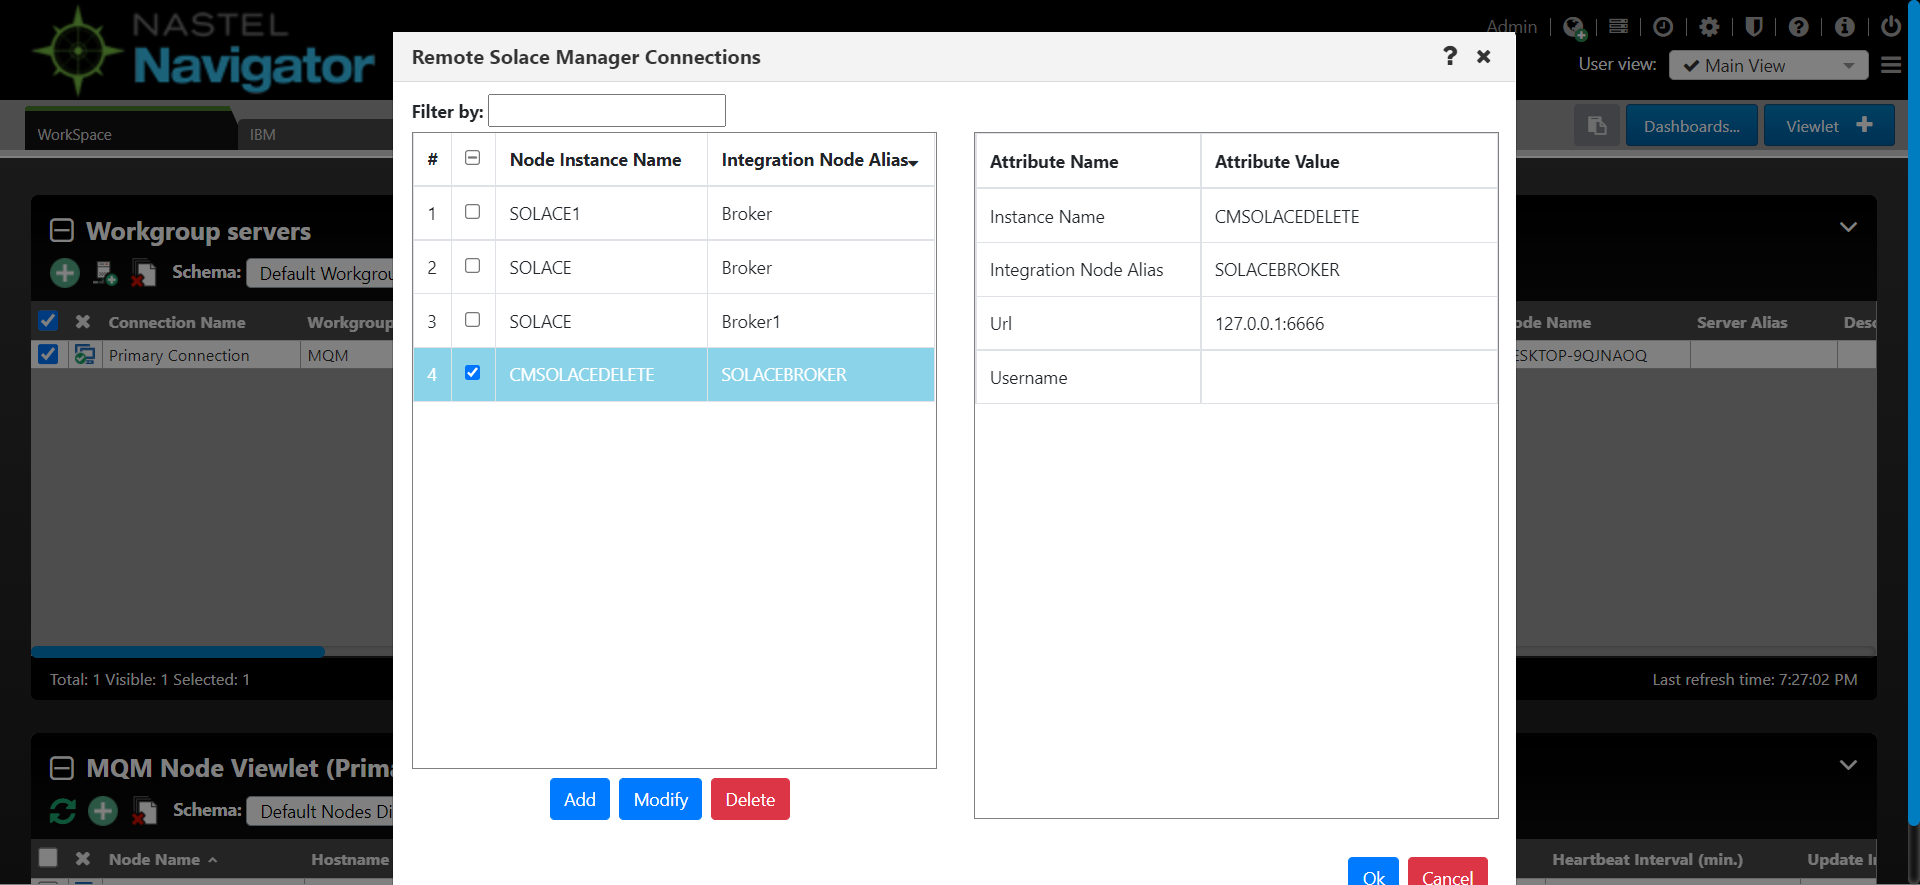 NASTEL
Navigator
Admin
User view: Main View
WorkSpace
IBM
Dashboards...
Viewlet
Workgroup servers
Schema: Default Workgrou
Connection Name Workgroup
Primary Connection MQM
ode Name Server Alias Desc
ESKTOP-9QJNAOQ
Total: 1 Visible: 1 Selected: 1
Last refresh time: 7:27:02 PM
MQM Node Viewlet (Prima
Schema: Default Nodes Di
Node Name Hostname
Heartbeat Interval (min.) Update In
Remote Solace Manager Connections
Filter by:
# Node Instance Name Integration Node Alias
1 SOLACE1 Broker
2 SOLACE Broker
3 SOLACE Broker1
4 CMSOLACEDELETE SOLACEBROKER
Add Modify Delete
Attribute Name Attribute Value
Instance Name CMSOLACEDELETE
Integration Node Alias SOLACEBROKER
Url 127.0.0.1:6666
Username
Ok Cancel